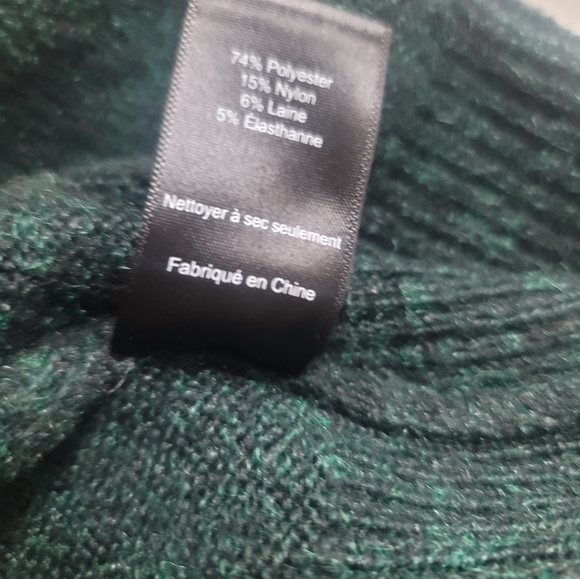 74% Polyester
15% Nylon
6% Laine
5% Élasthanne
Nettoyer à sec seulement
Fabriqué en Chine